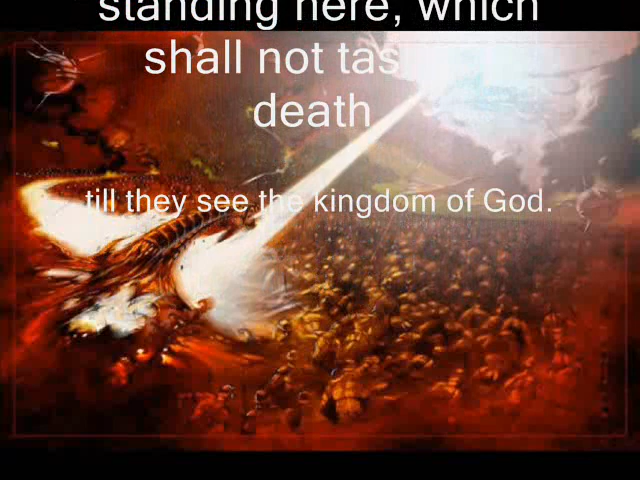 standing here, which
shall not
death
till they see the kingdom of God.